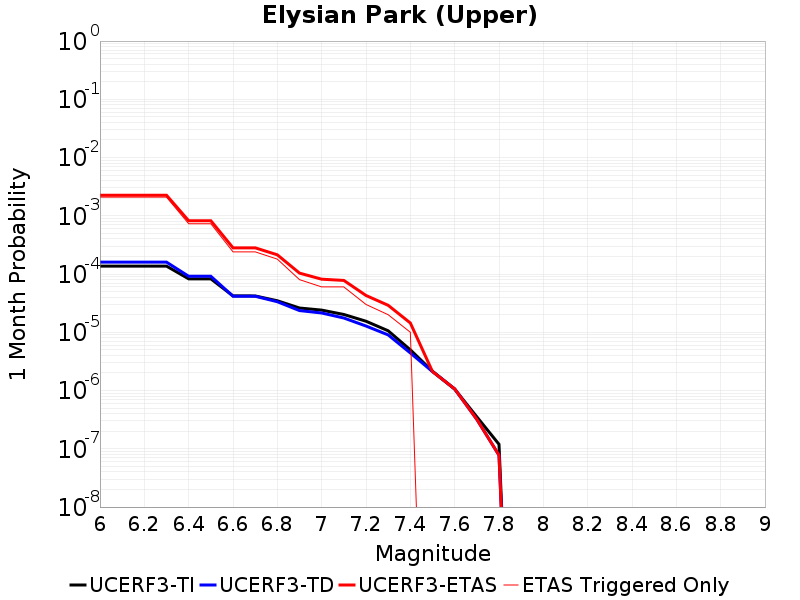 Elysian Park (Upper)
1 Month Probability
10^0
10^-1
10^-2
10^-3
10^-4
10^-5
10^-6
10^-7
10^-8
6 6.2 6.4 6.6 6.8 7 7.2 7.4 7.6 7.8 8 8.2 8.4 8.6 8.8 9
Magnitude
UCERF3-TI UCERF3-TD UCERF3-ETAS ETAS Triggered Only